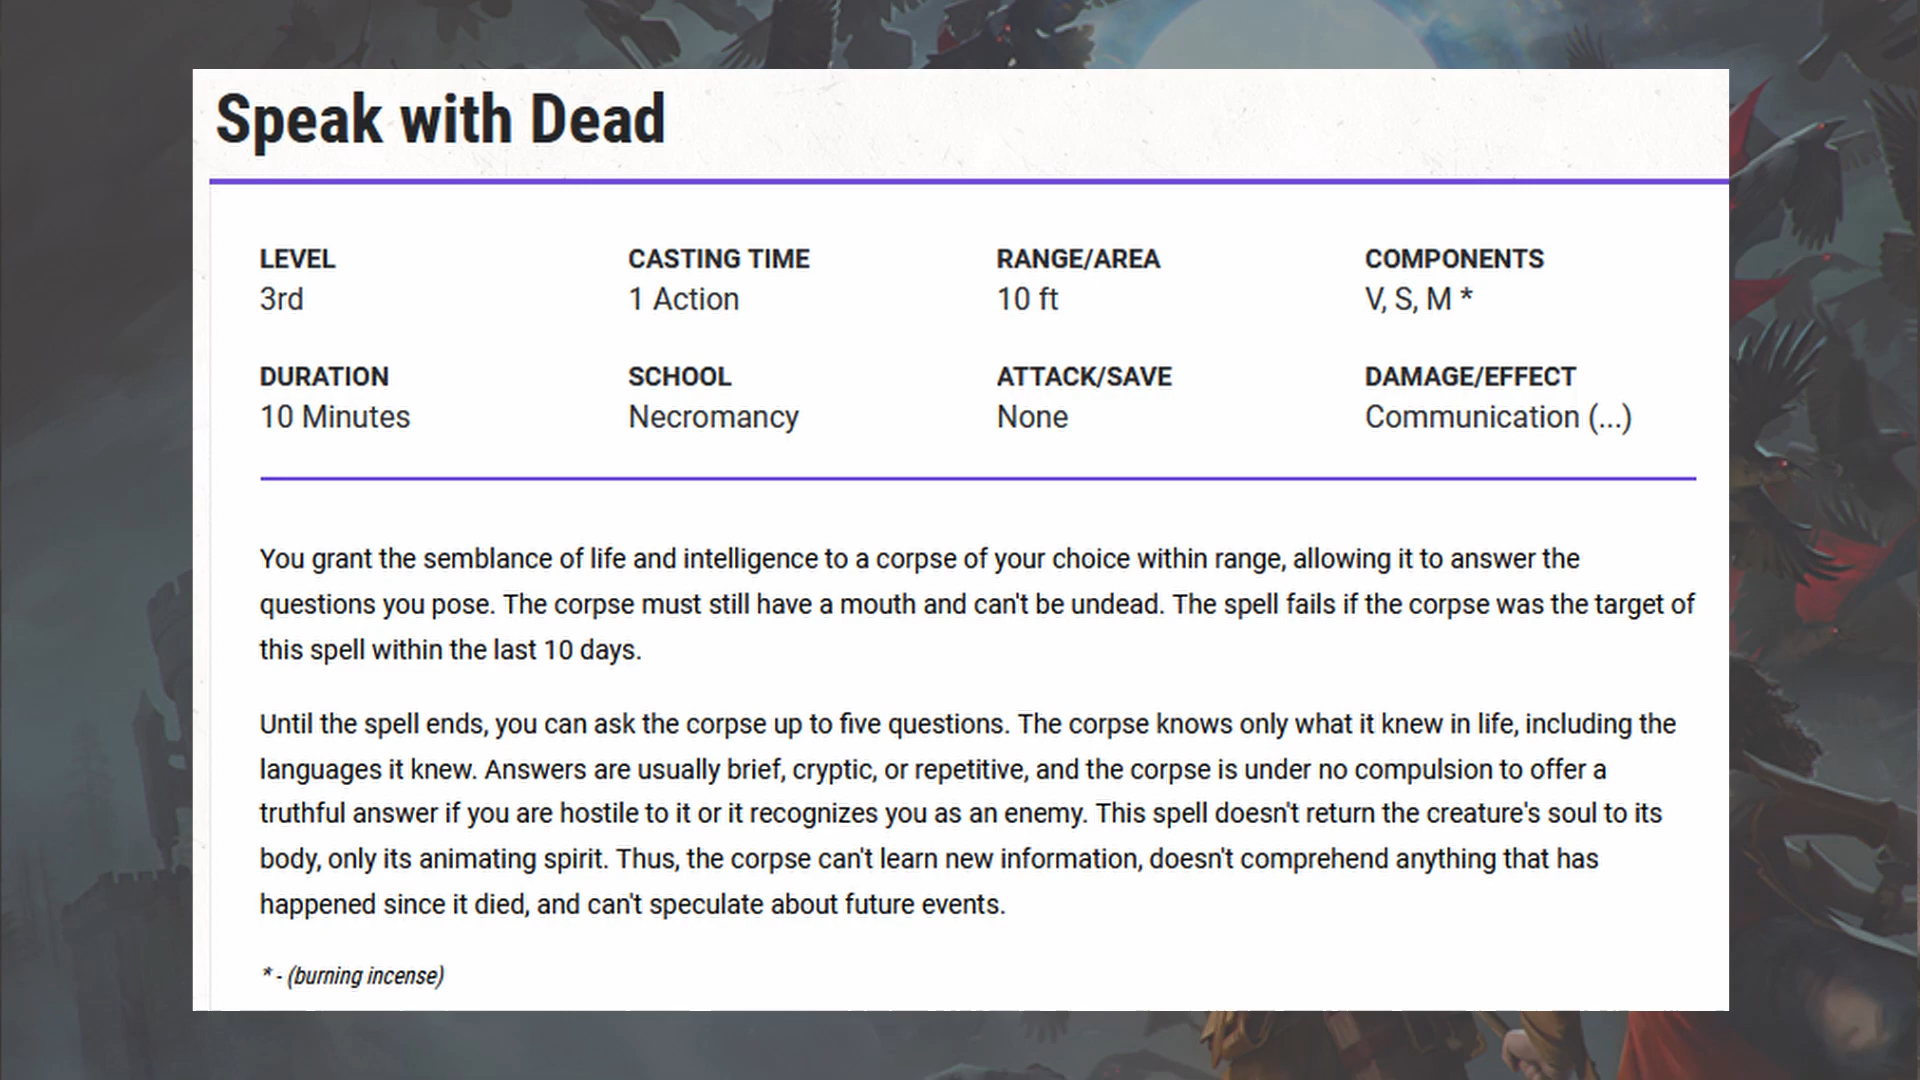 Speak with Dead
LEVEL CASTING TIME RANGE/AREA COMPONENTS
3rd 1 Action 10 ft V, S, M *
DURATION SCHOOL ATTACK/SAVE DAMAGE/EFFECT
10 Minutes Necromancy None Communication (...)
You grant the semblance of life and intelligence to a corpse of your choice within range, allowing it to answer the
questions you pose. The corpse must still have a mouth and can't be undead. The spell fails if the corpse was the target of
this spell within the last 10 days.
Until the spell ends, you can ask the corpse up to five questions. The corpse knows only what it knew in life, including the
languages it knew. Answers are usually brief, cryptic, or repetitive, and the corpse is under no compulsion to offer a
truthful answer if you are hostile to it or it recognizes you as an enemy. This spell doesn't return the creature's soul to its
body, only its animating spirit. Thus, the corpse can't learn new information, doesn't comprehend anything that has
happened since it died, and can't speculate about future events.
* - (burning incense)